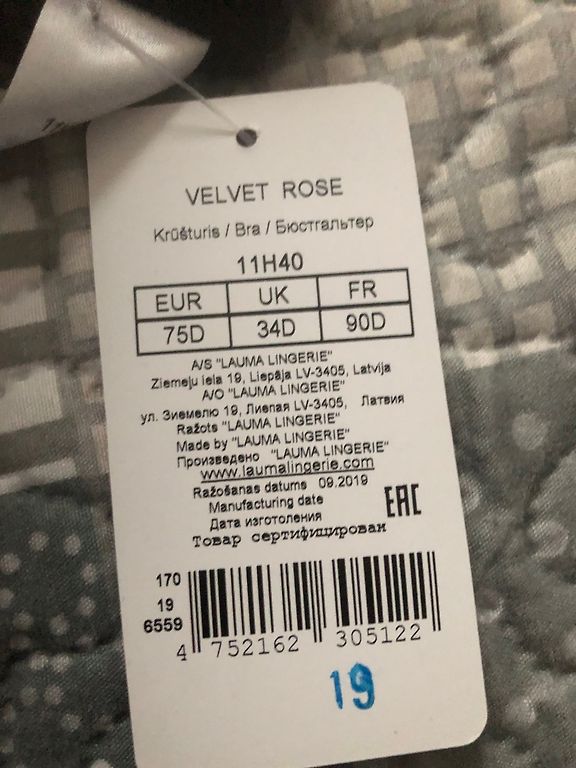 VELVET ROSE
Krūšturis / Bra / Бюстгальтер
11H40
EUR UK FR
75D 34D 90D
A/S "LAUMA LINGERIE"
Ziemeļu iela 19, Liepāja LV-3405, Latvija
A/O "LAUMA LINGERIE"
ул. Зиемелю 19, Лиепая LV-3405, Латвия
Ražots "LAUMA LINGERIE"
Made by "LAUMA LINGERIE"
Произведено "LAUMA LINGERIE"
www.laumalingerie.com
Ražošanas datums 09.2019
Manufacturing date
Дата изготоления
EAC
Товар сертифицирован
170
19
6559
4 752162 305122
19